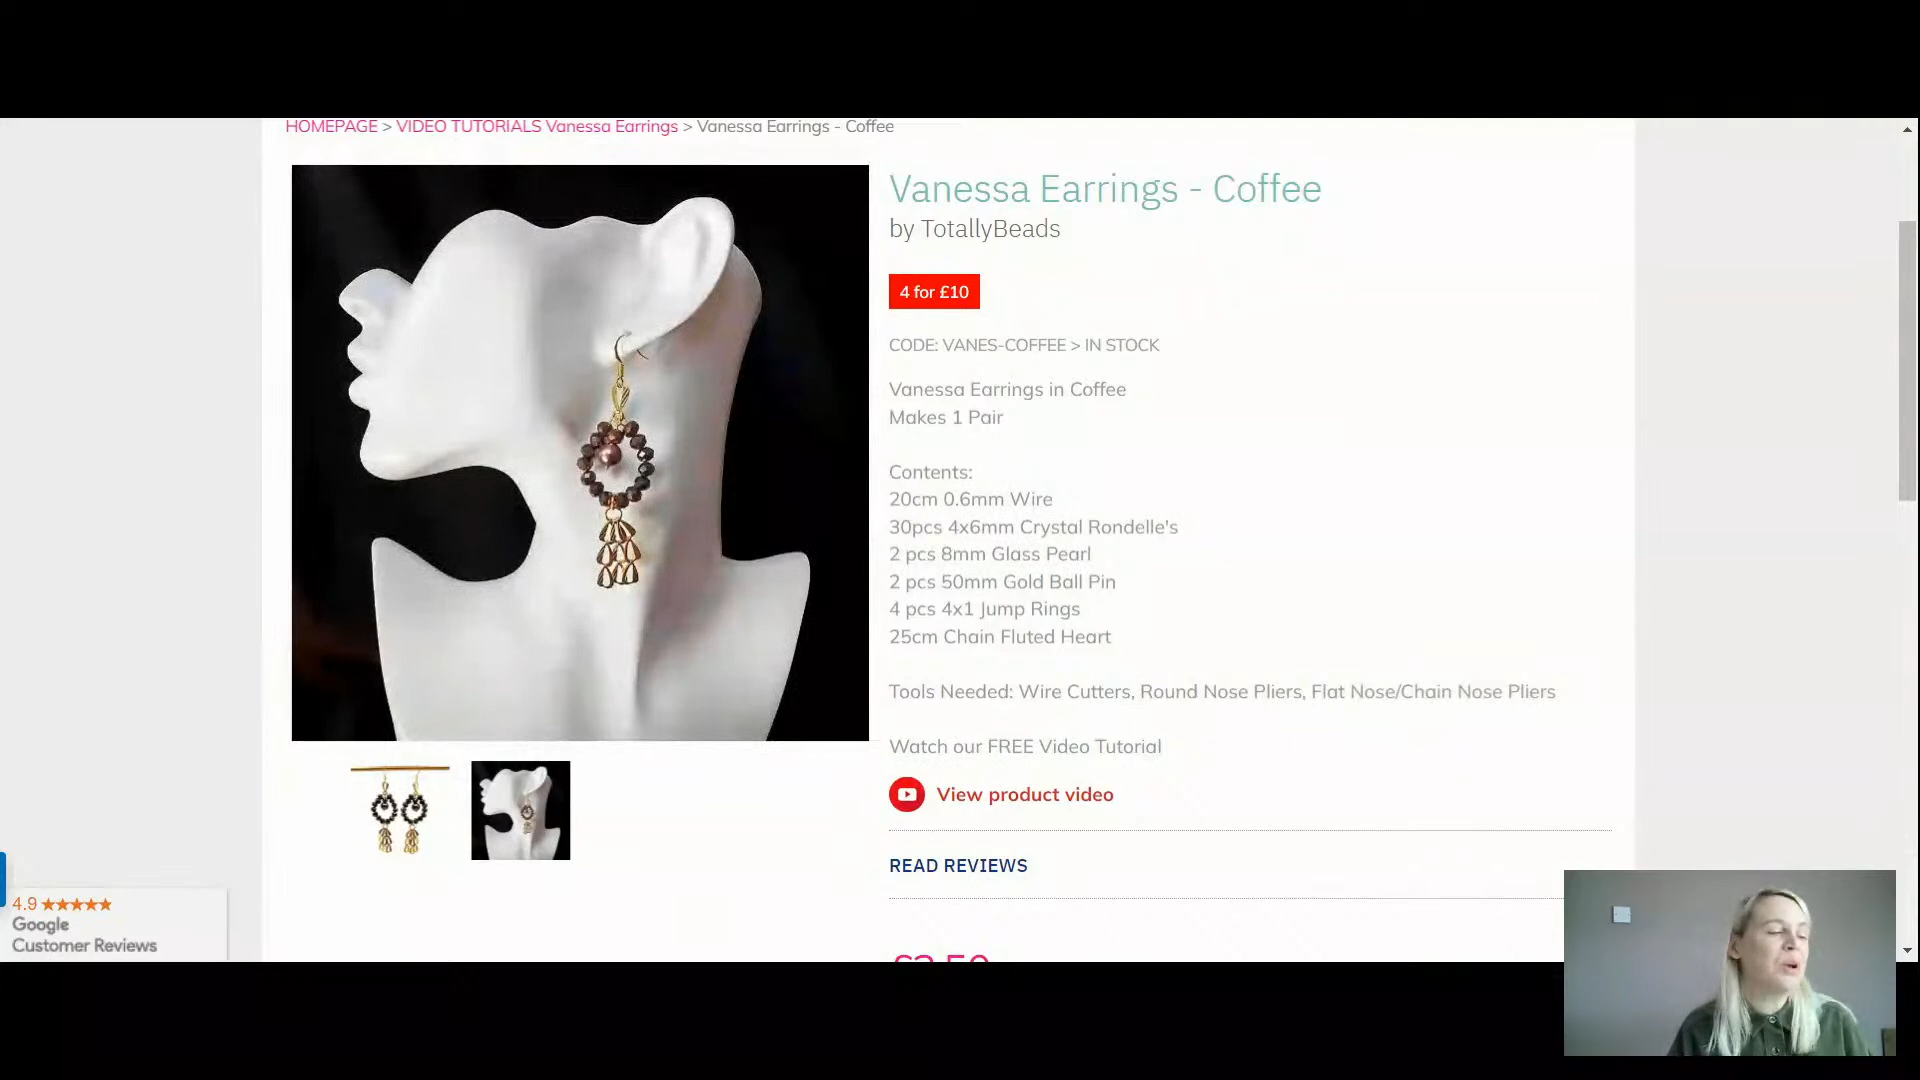 HOMEPAGE > VIDEO TUTORIALS Vanessa Earrings > Vanessa Earrings - Coffee
Vanessa Earrings - Coffee
by TotallyBeads
4 for £10
CODE: VANES-COFFEE > IN STOCK
Vanessa Earrings in Coffee
Makes 1 Pair
Contents:
20cm 0.6mm Wire
30pcs 4x6mm Crystal Rondelle's
2 pcs 8mm Glass Pearl
2 pcs 50mm Gold Ball Pin
4 pcs 4x1 Jump Rings
25cm Chain Fluted Heart
Tools Needed: Wire Cutters, Round Nose Pliers, Flat Nose/Chain Nose Pliers
Watch our FREE Video Tutorial
View product video
READ REVIEWS
4.9
Google
Customer Reviews